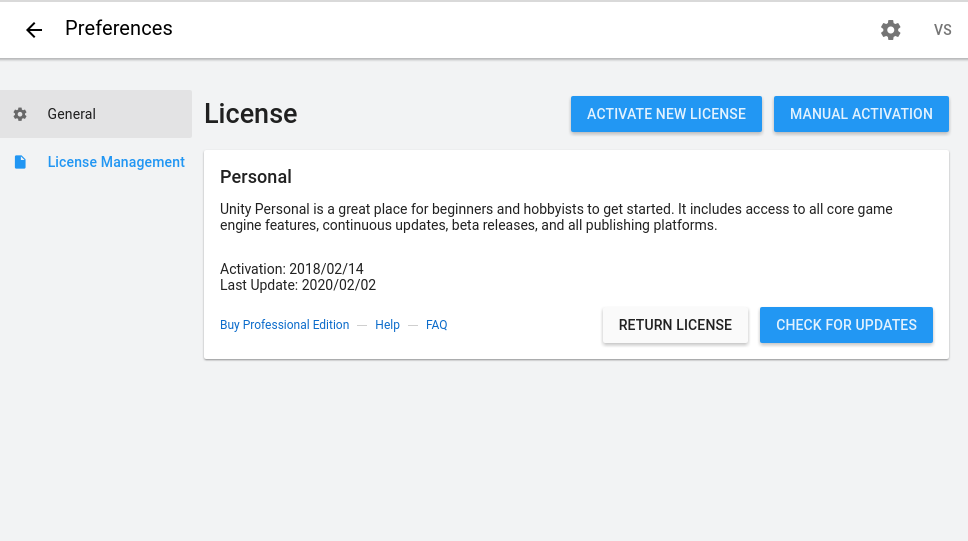 Preferences
VS
General
License Management
License
ACTIVATE NEW LICENSE
MANUAL ACTIVATION
Personal
Unity Personal is a great place for beginners and hobbyists to get started. It includes access to all core game
engine features, continuous updates, beta releases, and all publishing platforms.
Activation: 2018/02/14
Last Update: 2020/02/02
Buy Professional Edition — Help — FAQ
RETURN LICENSE
CHECK FOR UPDATES